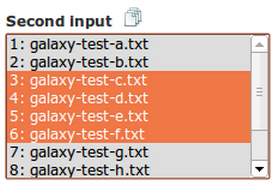 Second input
1: galaxy-test-a.txt
2: galaxy-test-b.txt
3: galaxy-test-c.txt
4: galaxy-test-d.txt
5: galaxy-test-e.txt
6: galaxy-test-f.txt
7: galaxy-test-g.txt
8: galaxy-test-h.txt